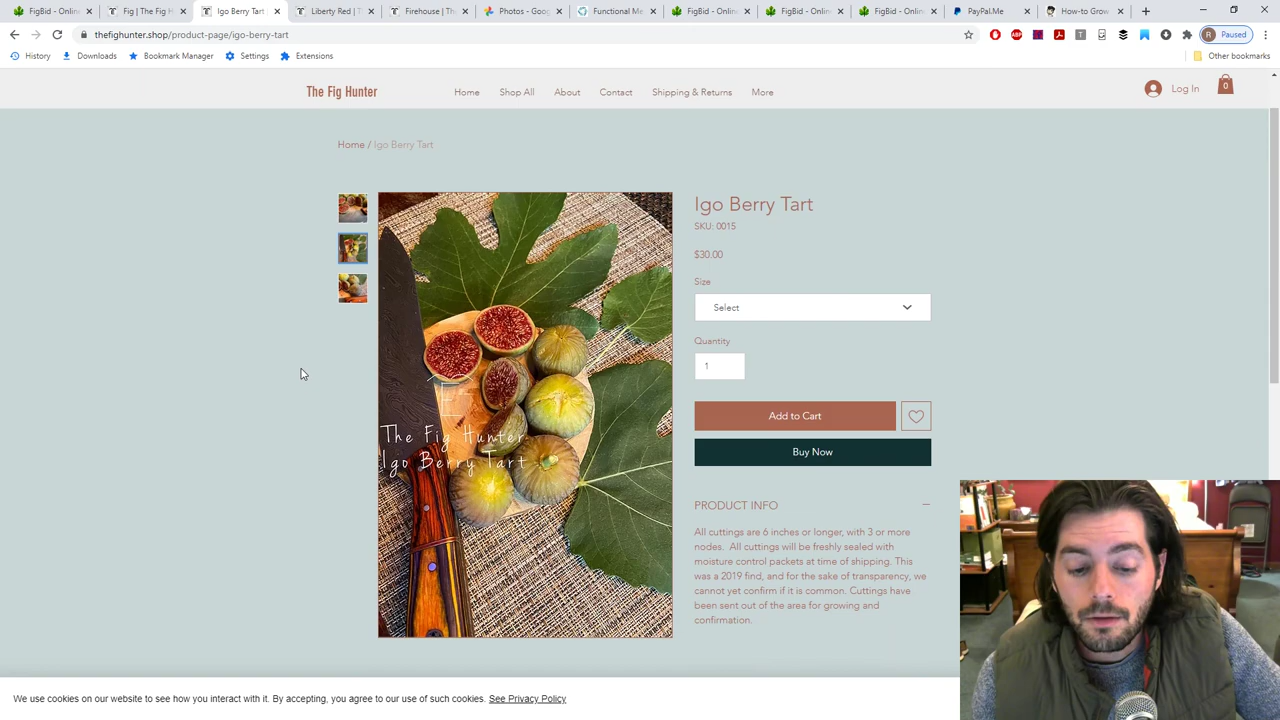 FigBid - Online
Fig | The Fig H
Igo Berry Tart
Liberty Red | T
Firehouse | Th
Photos - Goog
Functional Me
FigBid - Online
FigBid - Online
FigBid - Onlin
PayPal.Me
How-to Grow
thefighunter.shop/product-page/igo-berry-tart
ABP
T
R
Paused
History
Downloads
Bookmark Manager
Settings
Extensions
Other bookmarks
The Fig Hunter
Home
Shop All
About
Contact
Shipping & Returns
More
Log In
0
Home / Igo Berry Tart
Igo Berry Tart
SKU: 0015
$30.00
Size
Select
Quantity
1
Add to Cart
Buy Now
The Fig Hunter
Igo Berry Tart
PRODUCT INFO
All cuttings are 6 inches or longer, with 3 or more
nodes. All cuttings will be freshly sealed with
moisture control packets at time of shipping. This
was a 2019 find, and for the sake of transparency, we
cannot yet confirm if it is common. Cuttings have
been sent out of the area for growing and
confirmation.
We use cookies on our website to see how you interact with it. By accepting, you agree to our use of such cookies. See Privacy Policy